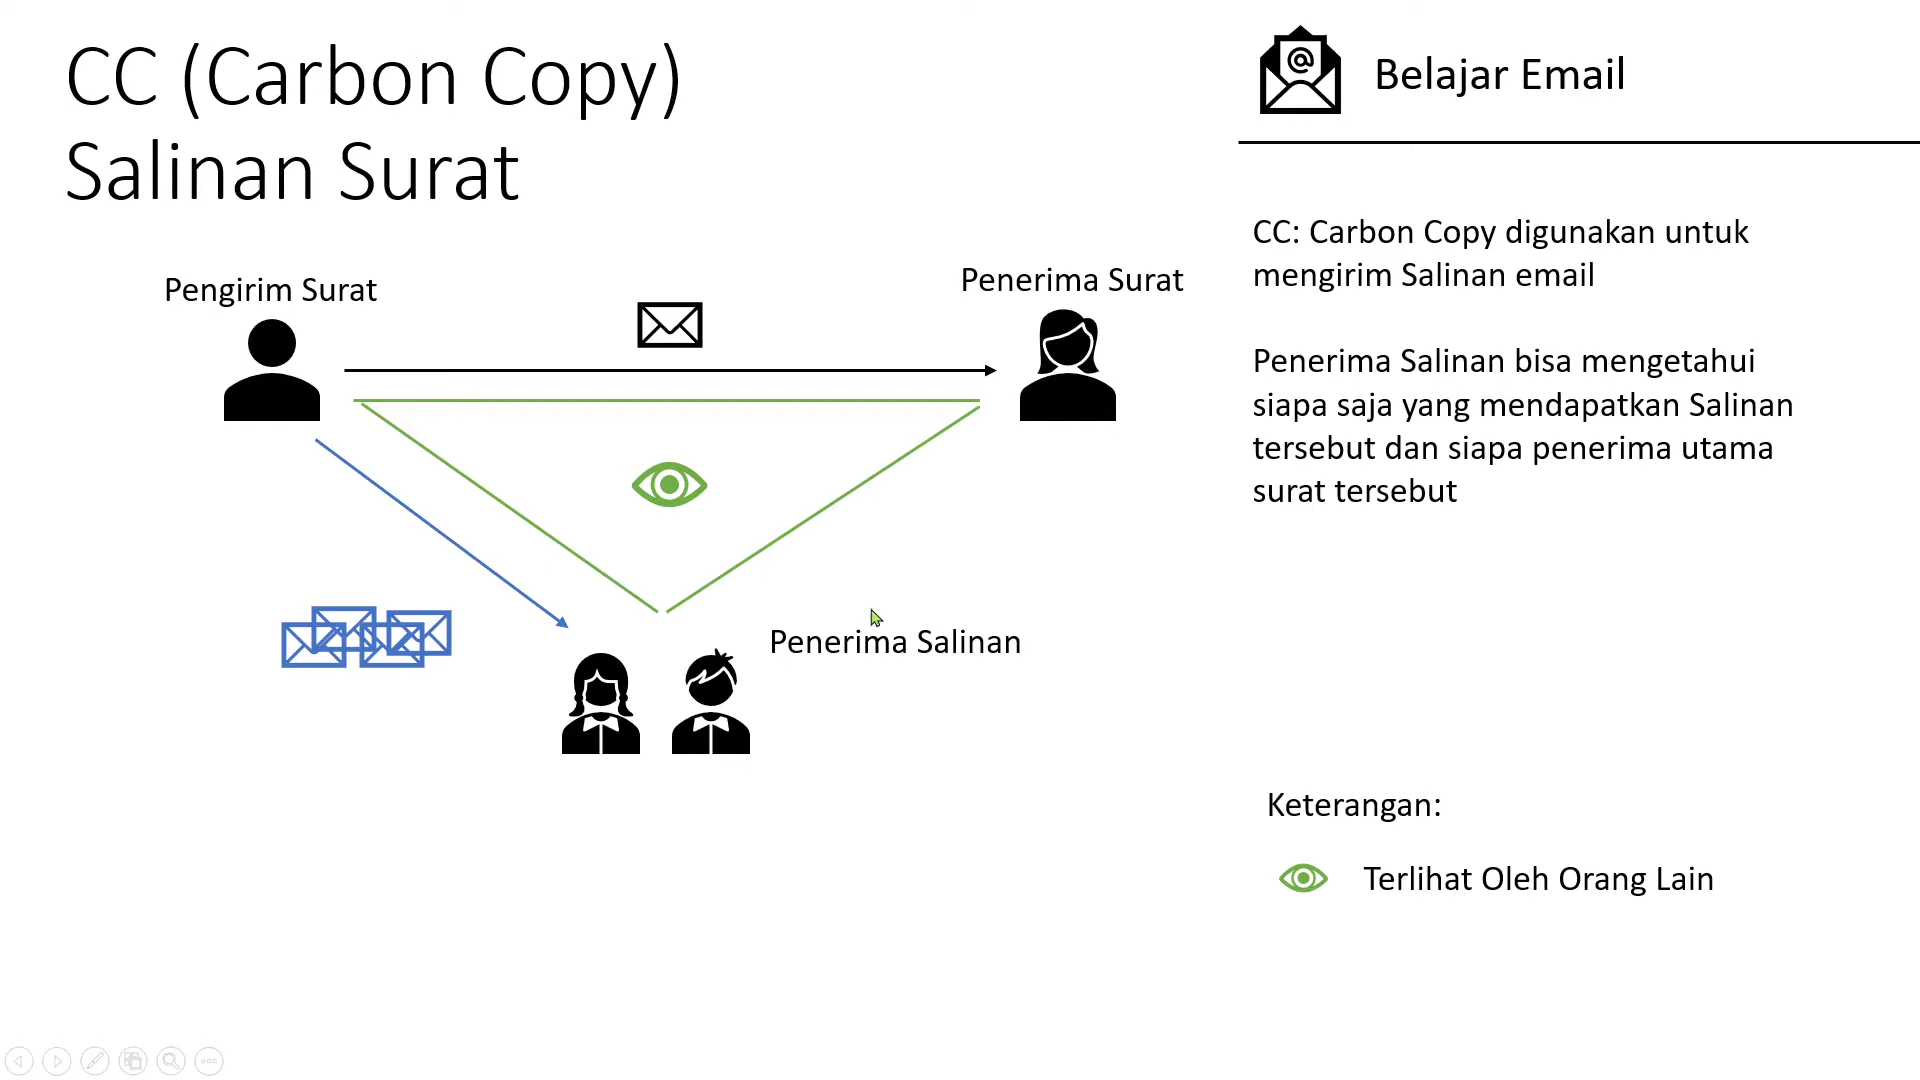 CC (Carbon Copy)
Salinan Surat
Belajar Email
Pengirim Surat
Penerima Surat
Penerima Salinan
CC: Carbon Copy digunakan untuk
mengirim Salinan email
Penerima Salinan bisa mengetahui
siapa saja yang mendapatkan Salinan
tersebut dan siapa penerima utama
surat tersebut
Keterangan:
Terlihat Oleh Orang Lain